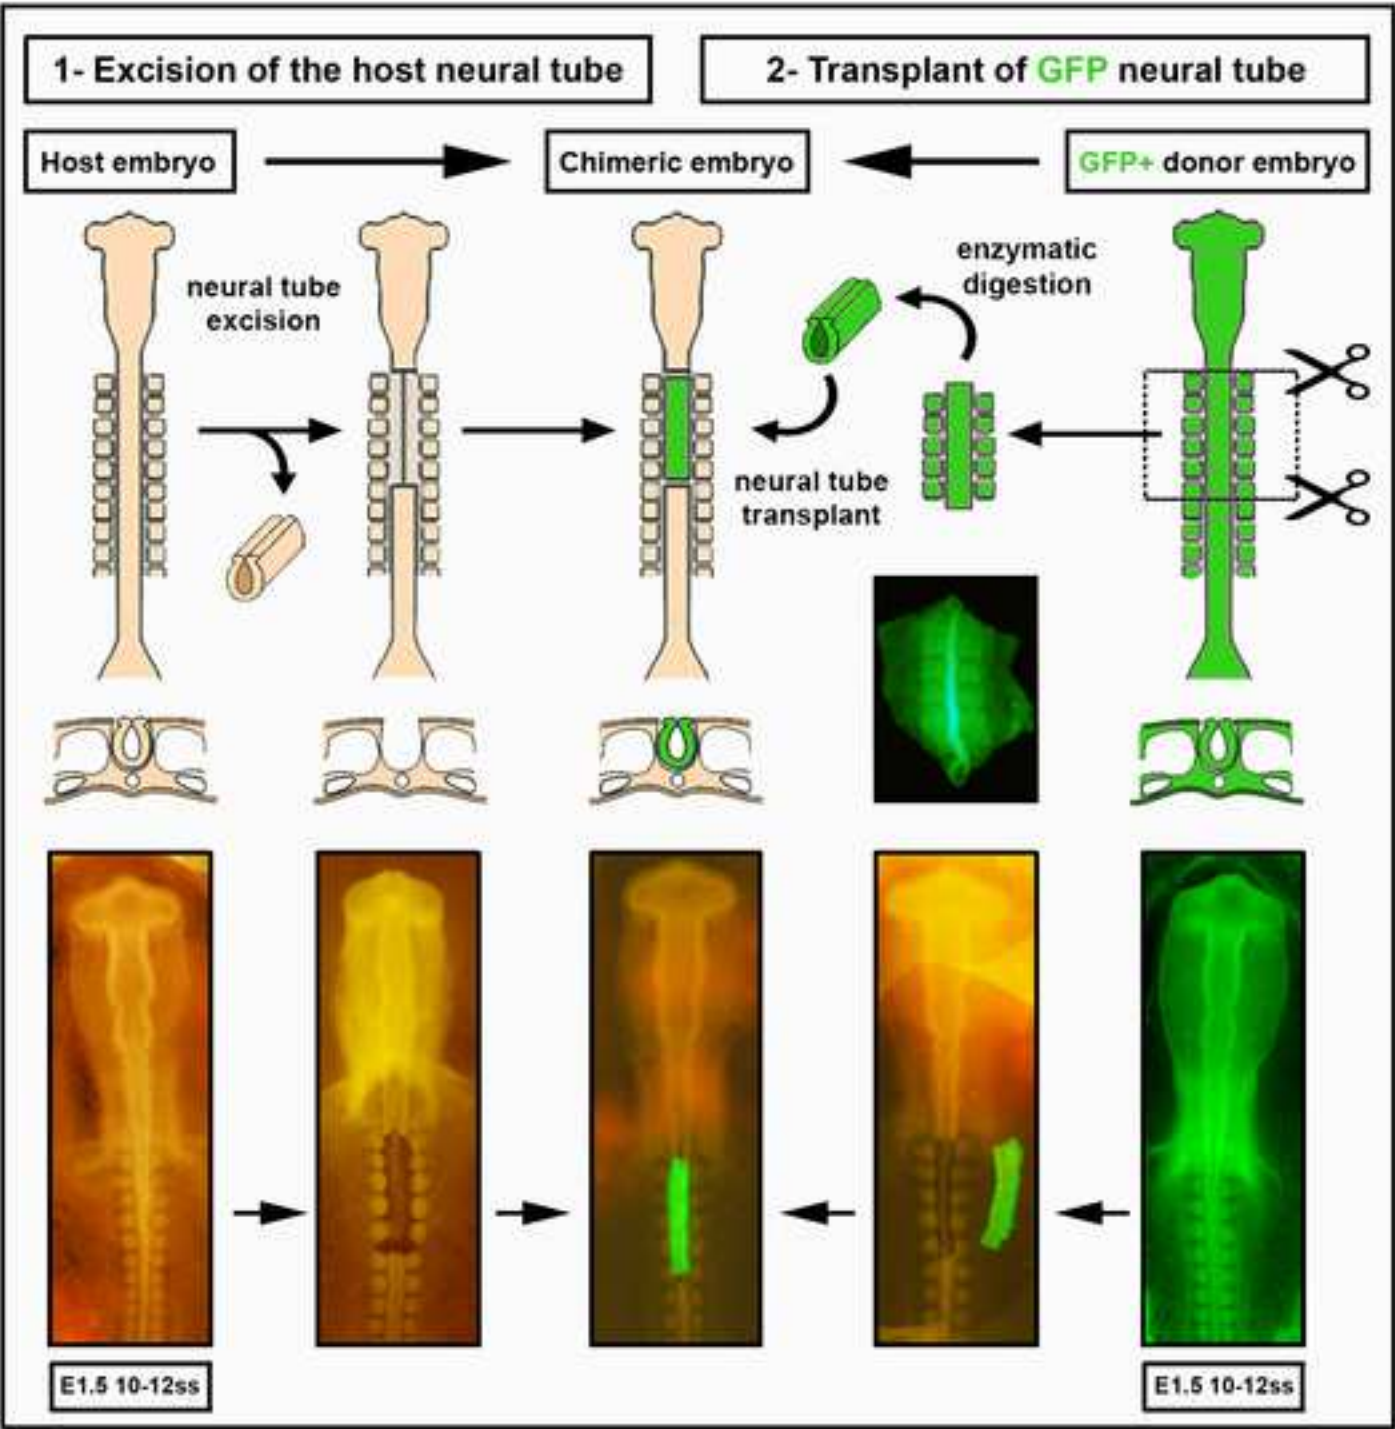 1- Excision of the host neural tube
2- Transplant of GFP neural tube
Host embryo
Chimeric embryo
GFP+ donor embryo
neural tube
excision
enzymatic
digestion
neural tube
transplant
E1.5 10-12ss
E1.5 10-12ss